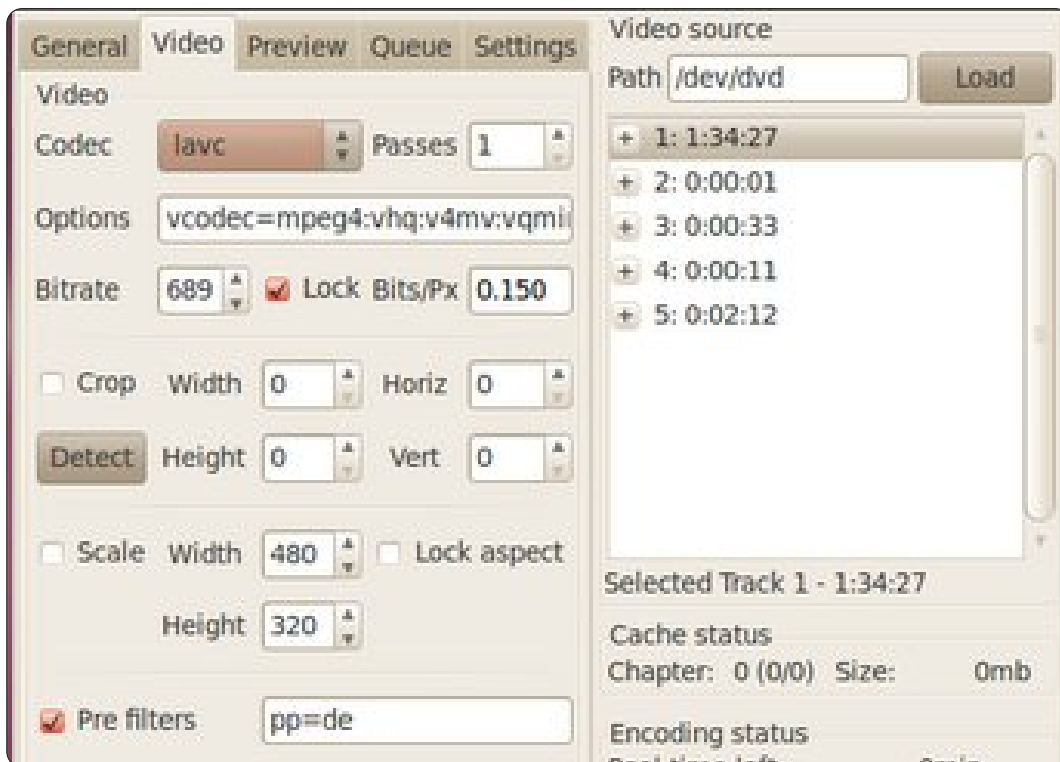 General Video Preview Queue Settings
Video
Codec lavc Passes 1
Options vcodec=mpeg4:vhq:v4mv:vqmi
Bitrate 689 Lock Bits/Px 0.150
Crop Width 0 Horiz 0
Detect Height 0 Vert 0
Scale Width 480 Lock aspect
Height 320
Pre filters pp=de
Video source
Path /dev/dvd Load
+ 1: 1:34:27
+ 2: 0:00:01
+ 3: 0:00:33
+ 4: 0:00:11
+ 5: 0:02:12
Selected Track 1 - 1:34:27
Cache status
Chapter: 0 (0/0) Size: 0mb
Encoding status